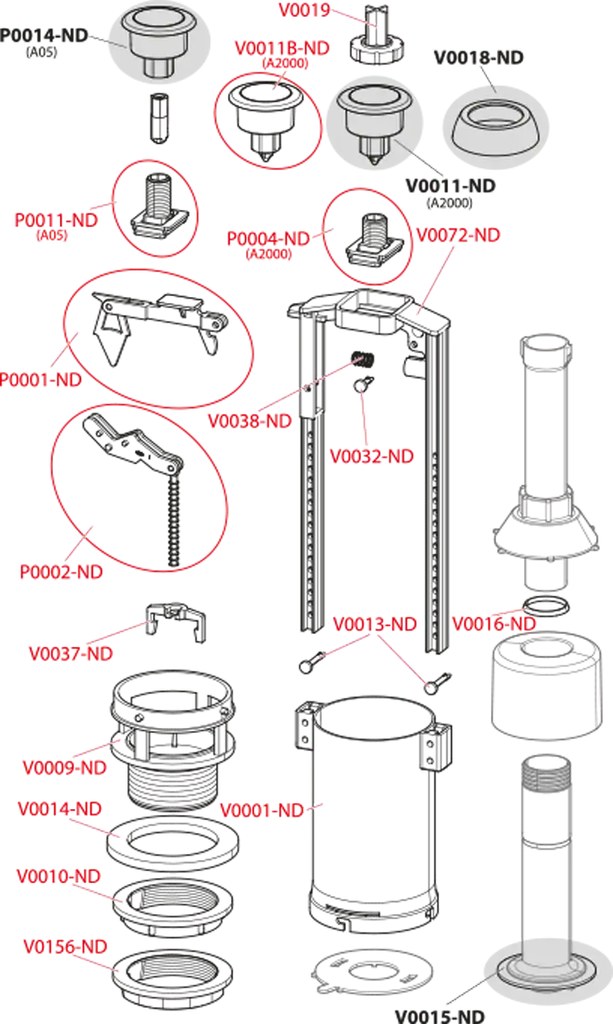 V0019
P0014-ND
(A05)
V0011B-ND
(A2000)
V0018-ND
V0011-ND
(A2000)
P0011-ND
(A05)
P0004-ND
(A2000)
V0072-ND
P0001-ND
V0038-ND
V0032-ND
P0002-ND
V0013-ND
V0016-ND
V0037-ND
V0009-ND
V0014-ND
V0001-ND
V0010-ND
V0156-ND
V0015-ND